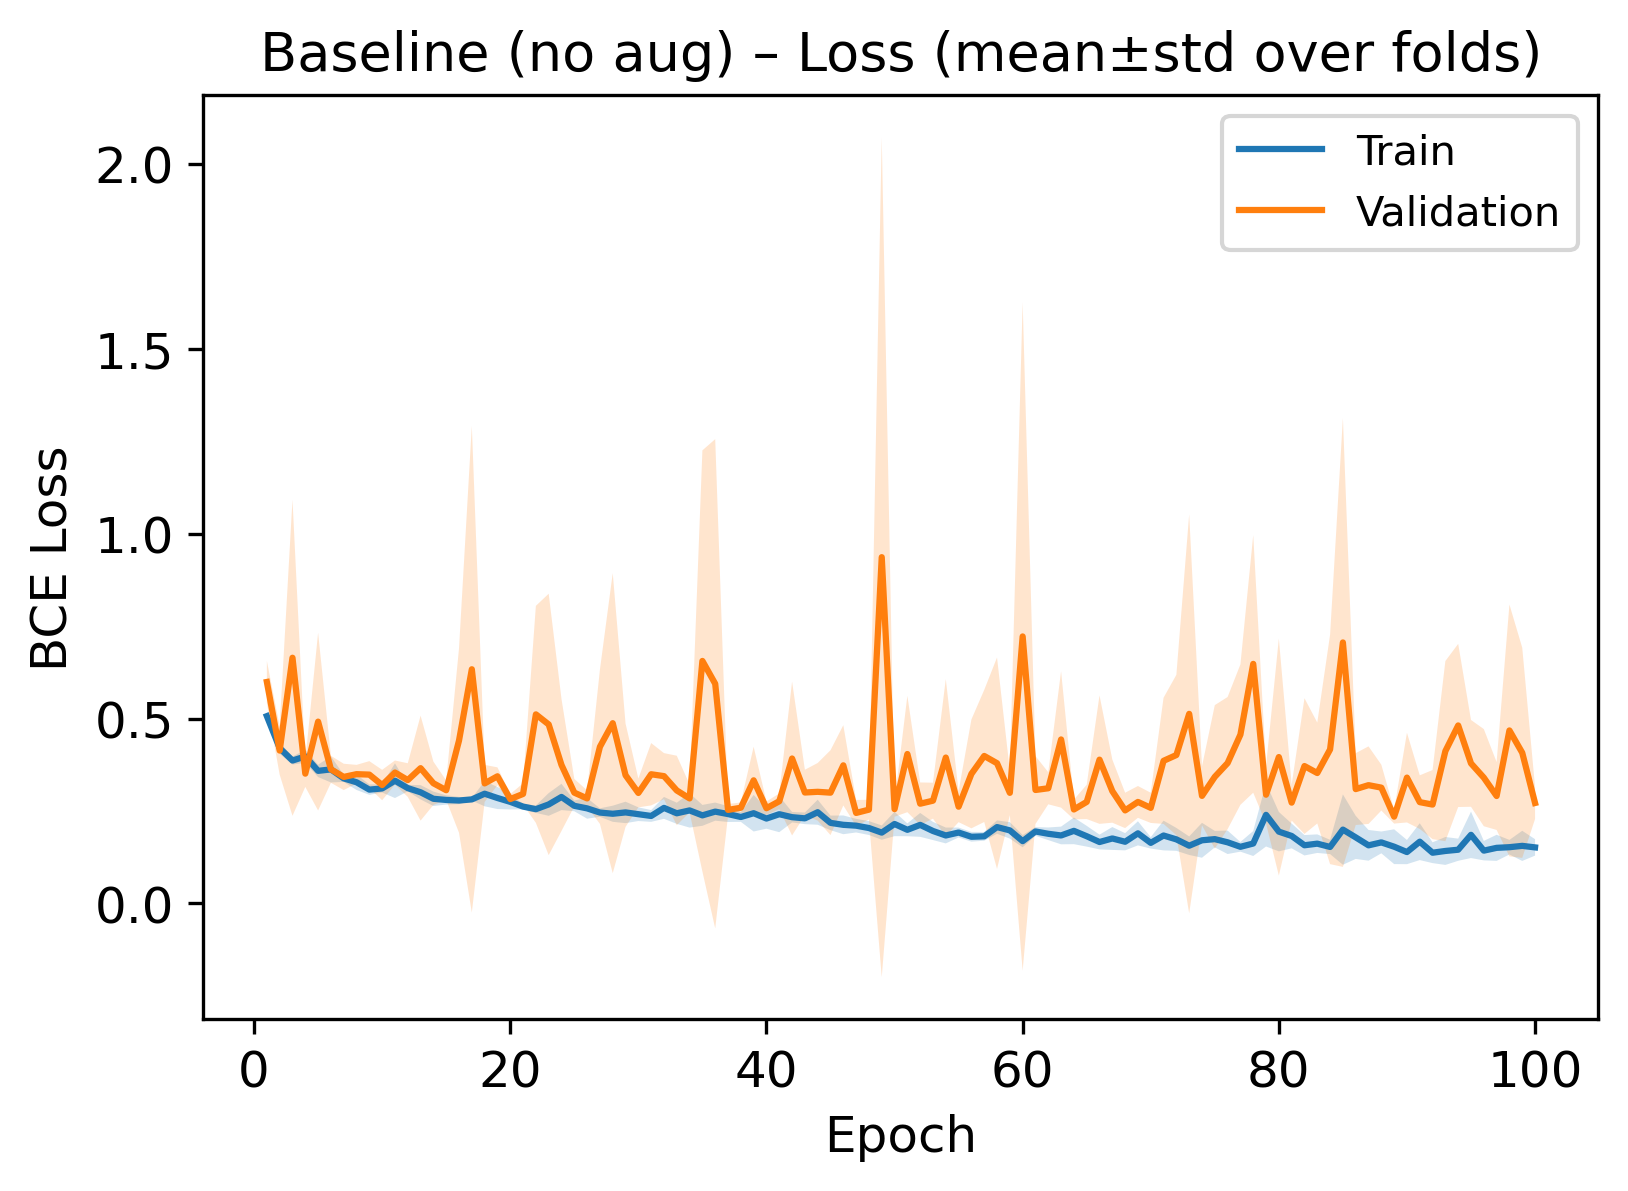 Baseline (no aug) – Loss (mean±std over folds)
Train
Validation
2.0
1.5
1.0
0.5
0.0
BCE Loss
0
20
40
60
80
100
Epoch